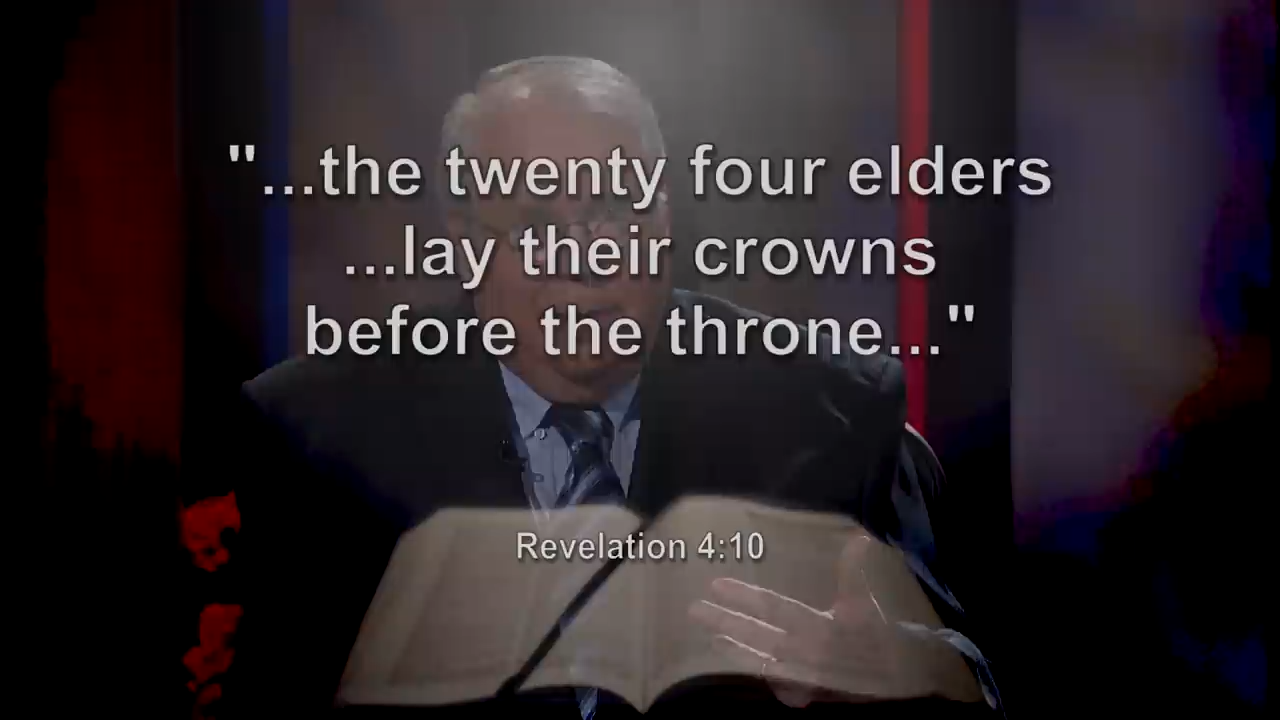 "...the twenty four elders
...lay their crowns
before the throne..."
Revelation 4:10